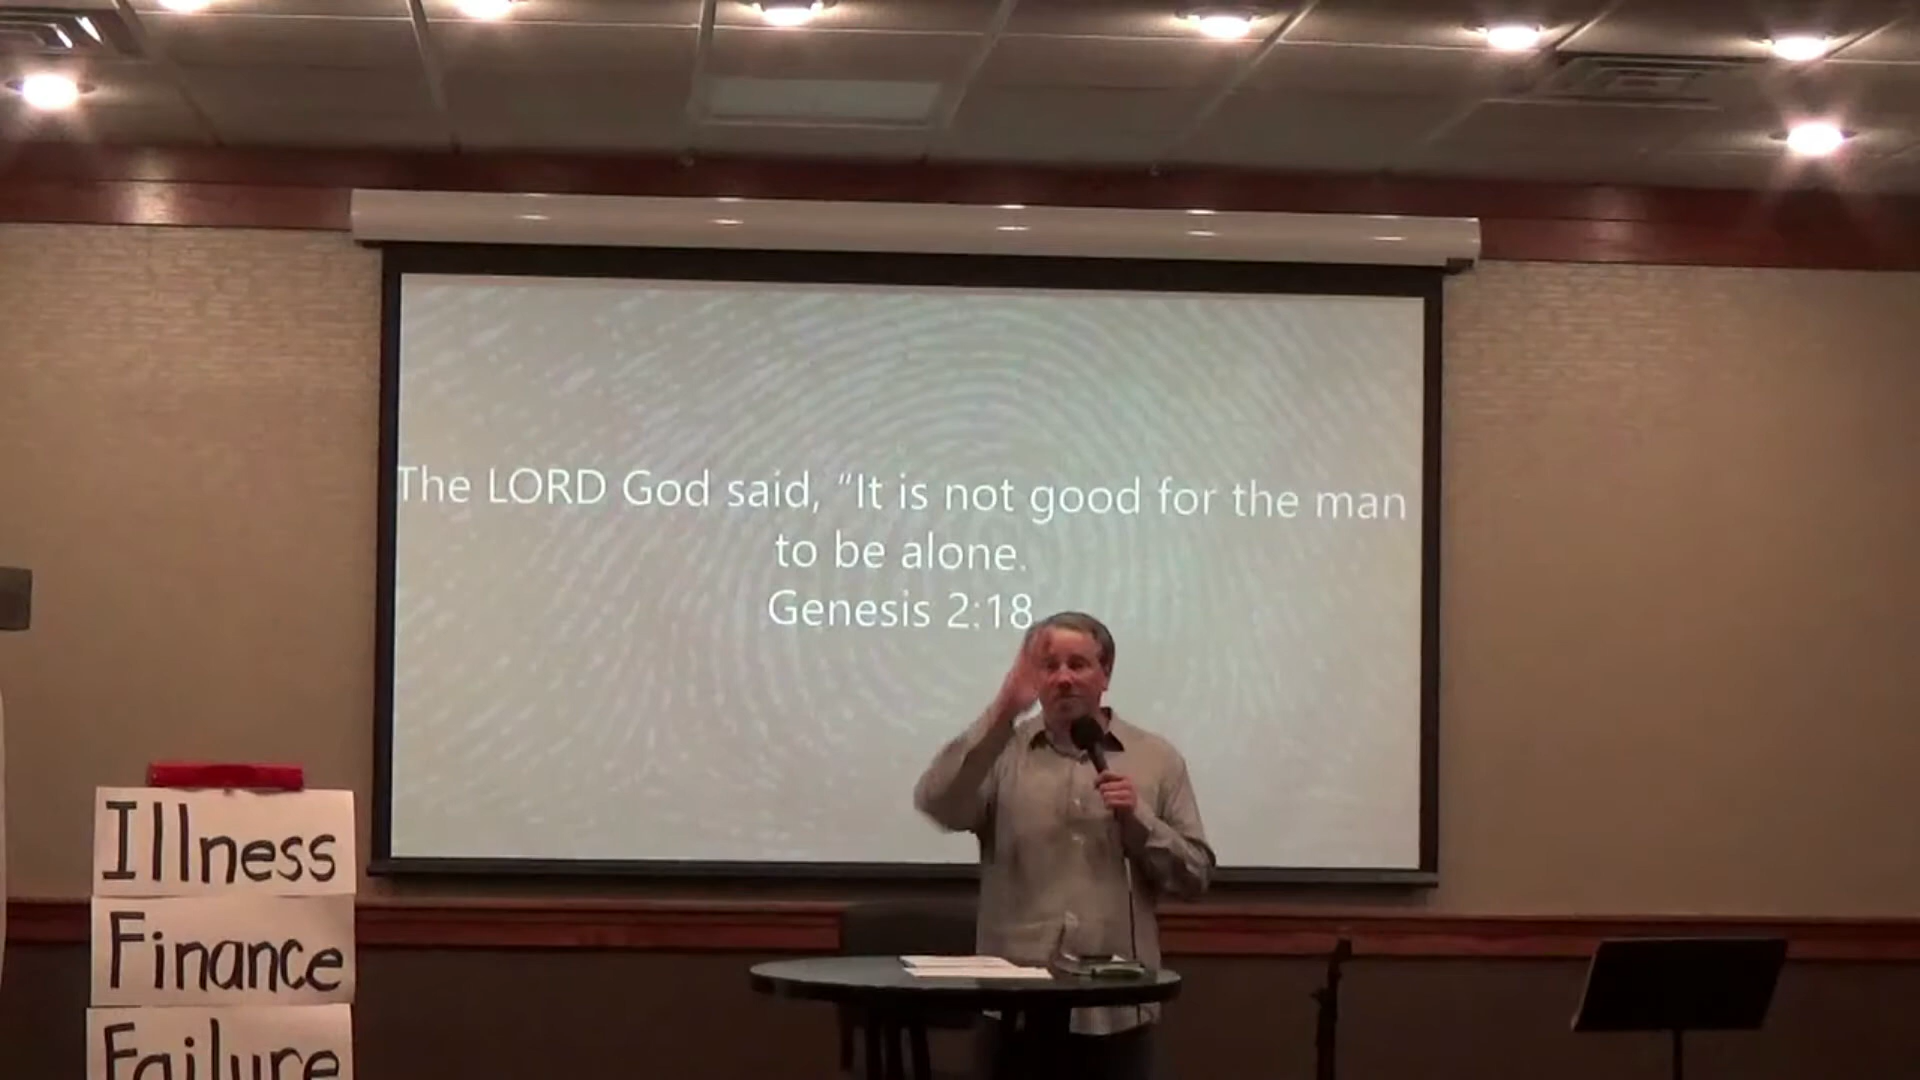 The LORD God said, “It is not good for the man
to be alone.
Genesis 2:18
Illness
Finance
Failure